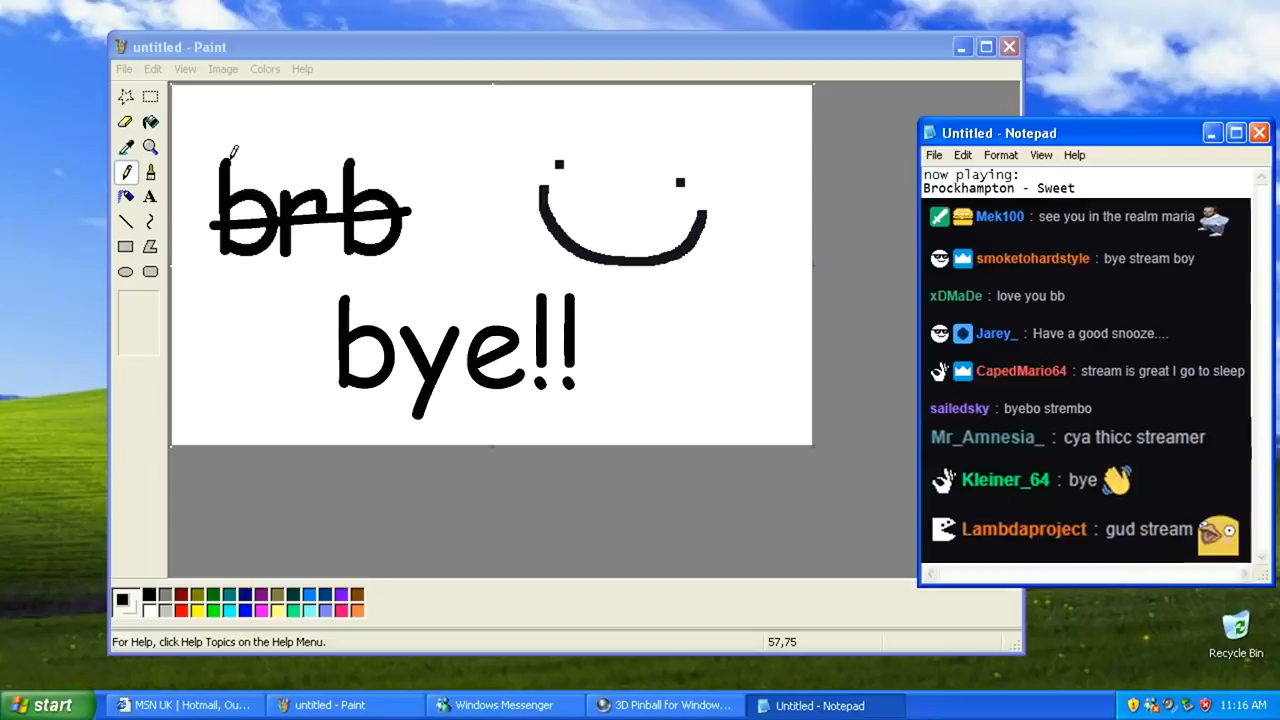 untitled - Paint
File Edit View Image Colors Help
brb
bye!!
For Help, click Help Topics on the Help Menu.
57,75
Untitled - Notepad
File Edit Format View Help
now playing:
Brockhampton - Sweet
Mek100 : see you in the realm maria
smoketohardstyle : bye stream boy
xDMaDe : love you bb
Jarey_ : Have a good snooze....
CapedMario64 : stream is great I go to sleep
sailedsky : byebo strembo
Mr_Amnesia_ : cya thicc streamer
Kleiner_64 : bye
Lambdaproject : gud stream
Recycle Bin
start
MSN UK | Hotmail, Ou...
untitled - Paint
Windows Messenger
3D Pinball for Window...
Untitled - Notepad
11:16 AM